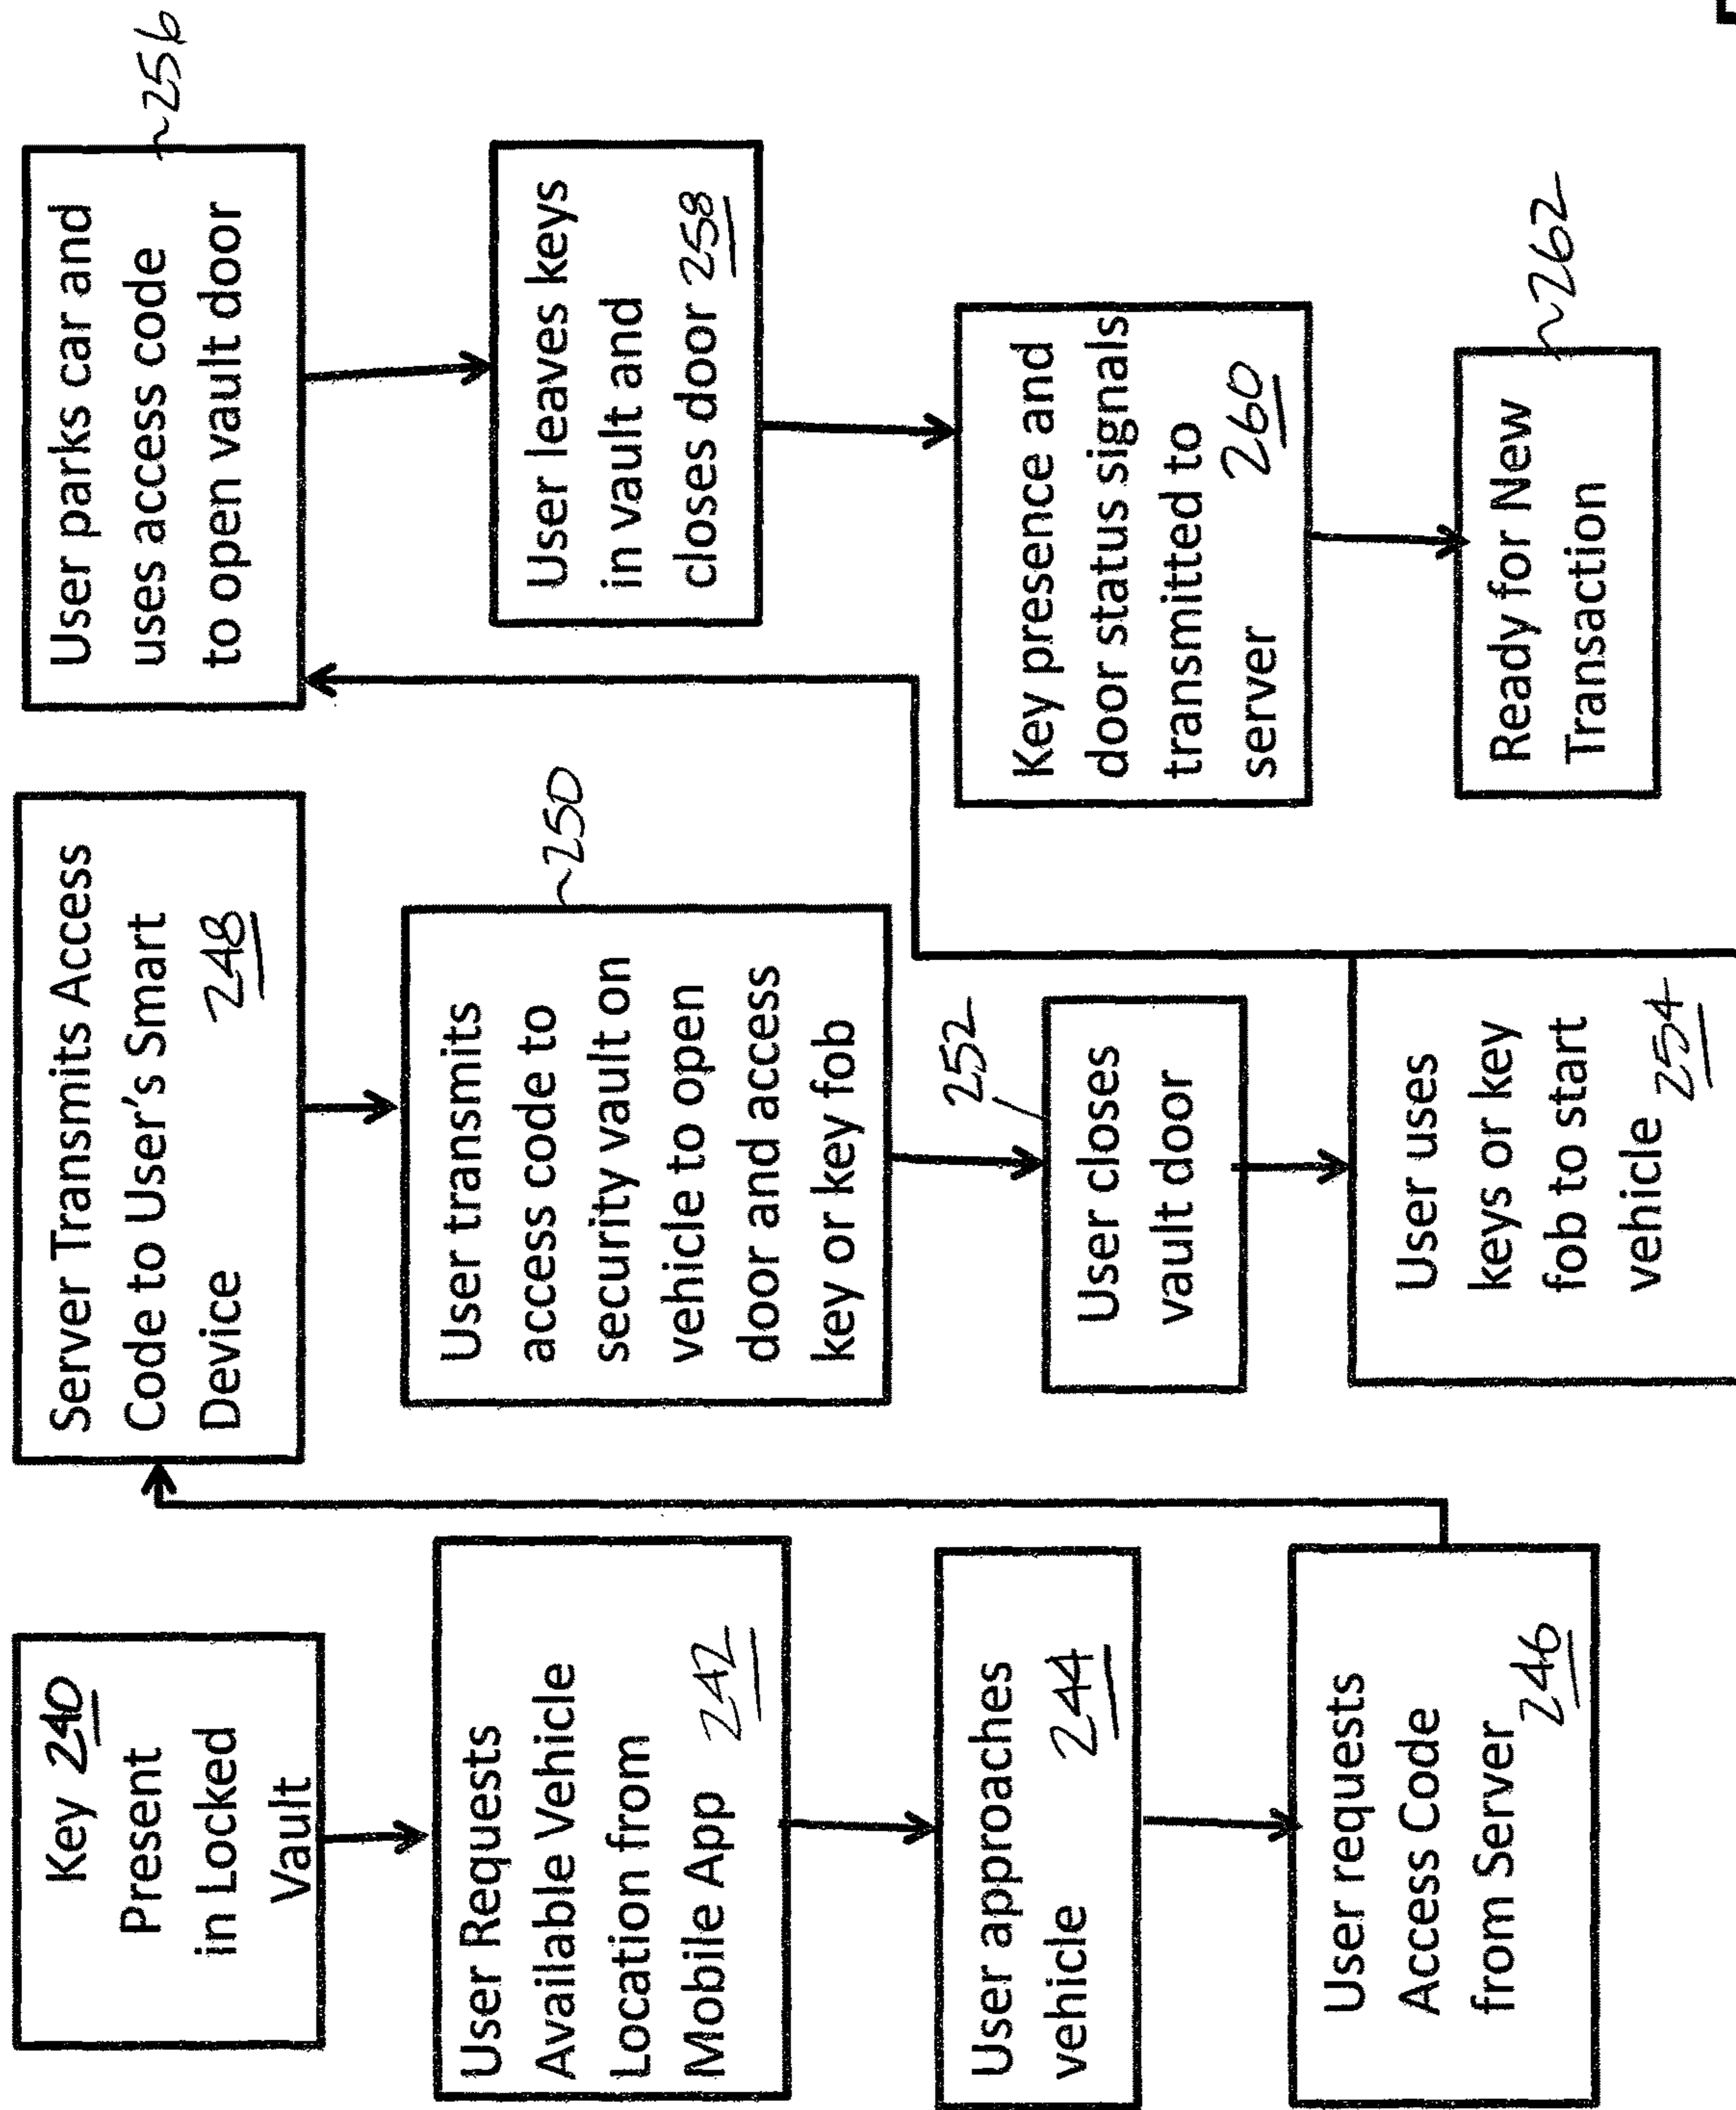 Key 240
Present
in Locked
Vault
User Requests
Available Vehicle
Location from
Mobile App 242
User approaches
vehicle 244
User requests
Access Code
from Server 246
Server Transmits Access
Code to User's Smart
Device 248
User transmits
access code to
security vault on
vehicle to open
door and access
key or key fob
~250
252
User closes
vault door
User uses
keys or key
fob to start
vehicle 254
User parks car and
uses access code
to open vault door
~256
User leaves keys
in vault and
closes door 258
Key presence and
door status signals
transmitted to
server 260
Ready for New
Transaction
~262